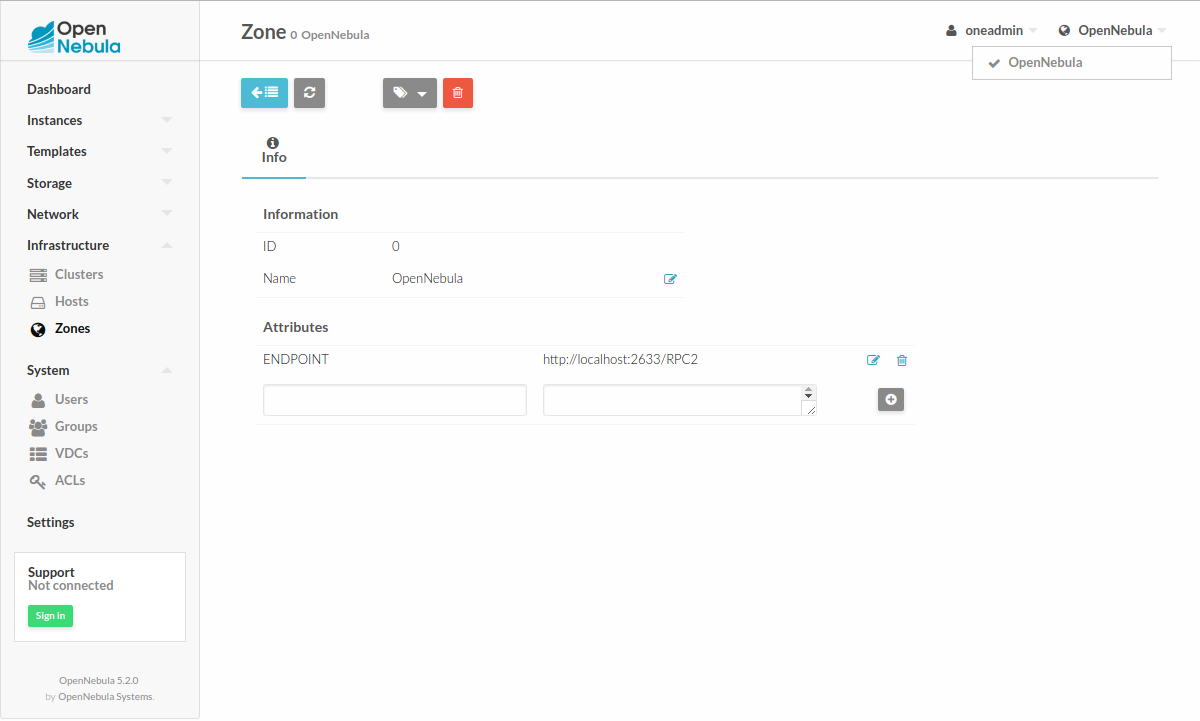 Open
Nebula
Zone 0 OpenNebula
oneadmin
OpenNebula
OpenNebula
Dashboard
Instances
Templates
Storage
Network
Infrastructure
Clusters
Hosts
Zones
System
Users
Groups
VDCs
ACLs
Settings
Support
Not connected
Sign in
OpenNebula 5.2.0
by OpenNebula Systems.
Info
Information
ID 0
Name OpenNebula
Attributes
ENDPOINT http://localhost:2633/RPC2